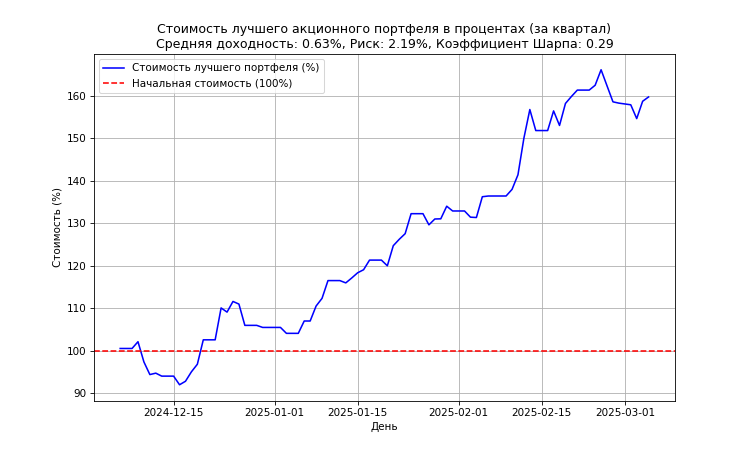 Стоимость лучшего акционного портфеля в процентах (за квартал)
Средняя доходность: 0.63%, Риск: 2.19%, Коэффициент Шарпа: 0.29
Стоимость лучшего портфеля (%)
Начальная стоимость (100%)
Стоимость (%)
160
150
140
130
120
110
100
90
2024-12-15
2025-01-01
2025-01-15
2025-02-01
2025-02-15
2025-03-01
День